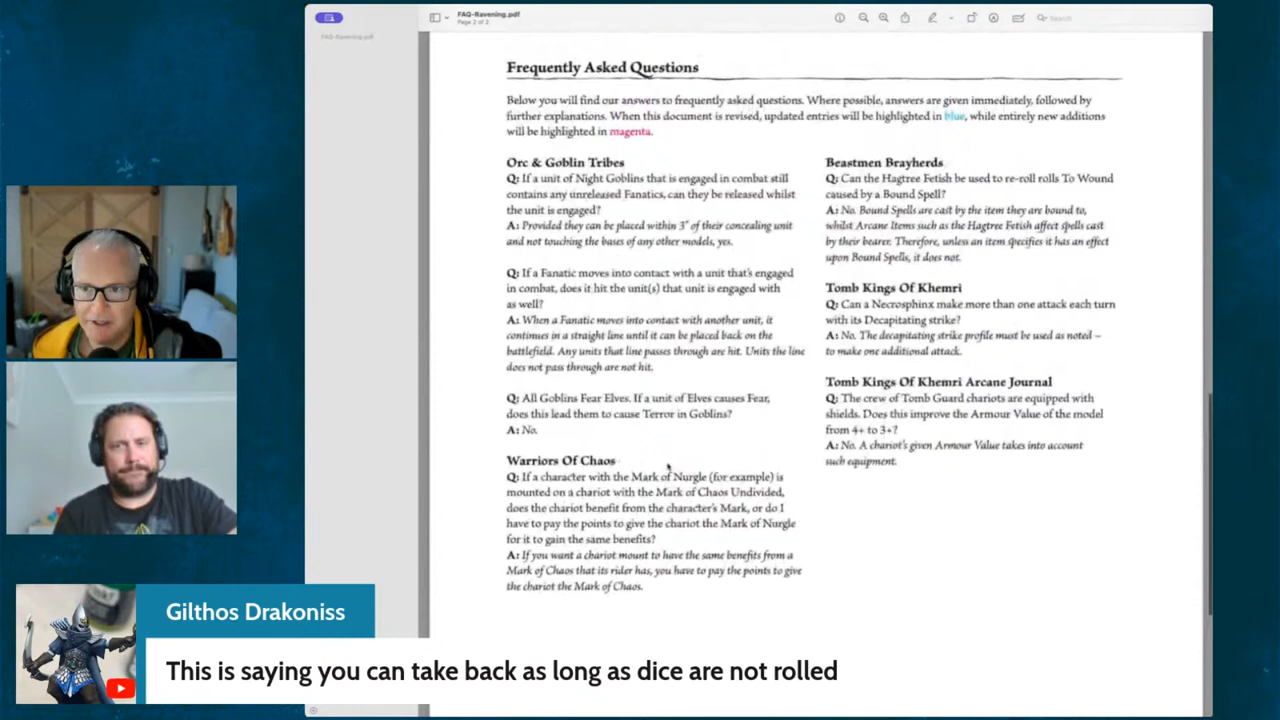 FAQ-Ravening.pdf
Page 2 of 2
Search
FAQ-Ravening.pdf
Frequently Asked Questions
Below you will find our answers to frequently asked questions. Where possible, answers are given immediately, followed by
further explanations. When this document is revised, updated entries will be highlighted in blue, while entirely new additions
will be highlighted in magenta.
Orc & Goblin Tribes
Q: If a unit of Night Goblins that is engaged in combat still
contains any unreleased Fanatics, can they be released whilst
the unit is engaged?
A: Provided they can be placed within 3" of their concealing unit
and not touching the bases of any other models, yes.
Q: If a Fanatic moves into contact with a unit that's engaged
in combat, does it hit the unit(s) that unit is engaged with
as well?
A: When a Fanatic moves into contact with another unit, it
continues in a straight line until it can be placed back on the
battlefield. Any units that line passes through are hit. Units the line
does not pass through are not hit.
Q: All Goblins Fear Elves. If a unit of Elves causes Fear,
does this lead them to cause Terror in Goblins?
A: No.
Warriors Of Chaos
Q: If a character with the Mark of Nurgle (for example) is
mounted on a chariot with the Mark of Chaos Undivided,
does the chariot benefit from the character's Mark, or do I
have to pay the points to give the chariot the Mark of Nurgle
for it to gain the same benefits?
A: If you want a chariot mount to have the same benefits from a
Mark of Chaos that its rider has, you have to pay the points to give
the chariot the Mark of Chaos.
Beastmen Brayherds
Q: Can the Hagtree Fetish be used to re-roll rolls To Wound
caused by a Bound Spell?
A: No. Bound Spells are cast by the item they are bound to,
whilst Arcane Items such as the Hagtree Fetish affect spells cast
by their bearer. Therefore, unless an item specifies it has an effect
upon Bound Spells, it does not.
Tomb Kings Of Khemri
Q: Can a Necrosphinx make more than one attack each turn
with its Decapitating strike?
A: No. The decapitating strike profile must be used as noted –
to make one additional attack.
Tomb Kings Of Khemri Arcane Journal
Q: The crew of Tomb Guard chariots are equipped with
shields. Does this improve the Armour Value of the model
from 4+ to 3+?
A: No. A chariot's given Armour Value takes into account
such equipment.
Gilthos Drakoniss
This is saying you can take back as long as dice are not rolled